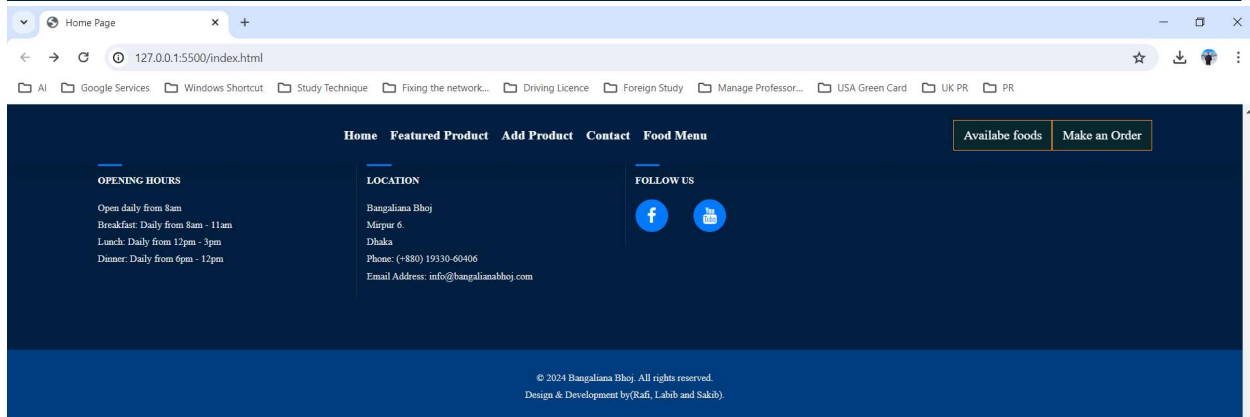 Home Page
127.0.0.1:5500/index.html
AI Google Services Windows Shortcut Study Technique Fixing the network... Driving Licence Foreign Study Manage Professor... USA Green Card UK PR PR
Home Featured Product Add Product Contact Food Menu
Availabe foods Make an Order
OPENING HOURS
Open daily from 8am
Breakfast: Daily from 8am - 11am
Lunch: Daily from 12pm - 3pm
Dinner: Daily from 6pm - 12pm
LOCATION
Bangaliana Bhoj
Mirpur 6.
Dhaka
Phone: (+880) 19330-60406
Email Address: info@bangalianabhoj.com
FOLLOW US
f
You
Tube
© 2024 Bangaliana Bhoj. All rights reserved.
Design & Development by(Rafi, Labib and Sakib).